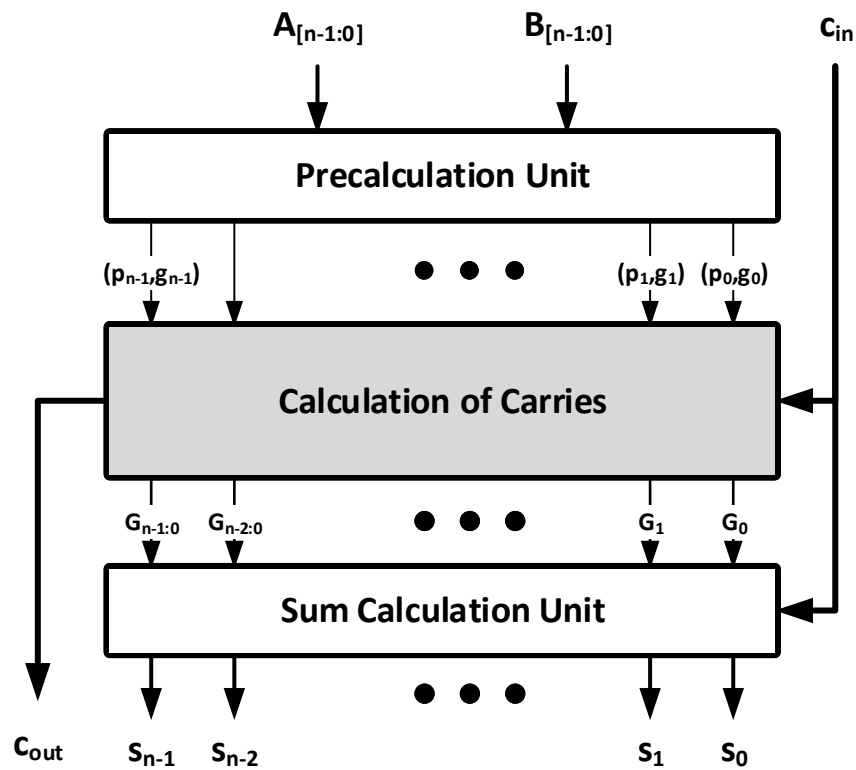 A[n-1:0] B[n-1:0] cin
Precalculation Unit
(pn-1,gn-1) (p1,g1) (p0,g0)
Calculation of Carries
Gn-1:0 Gn-2:0 G1 G0
Sum Calculation Unit
cout sn-1 sn-2 s1 s0